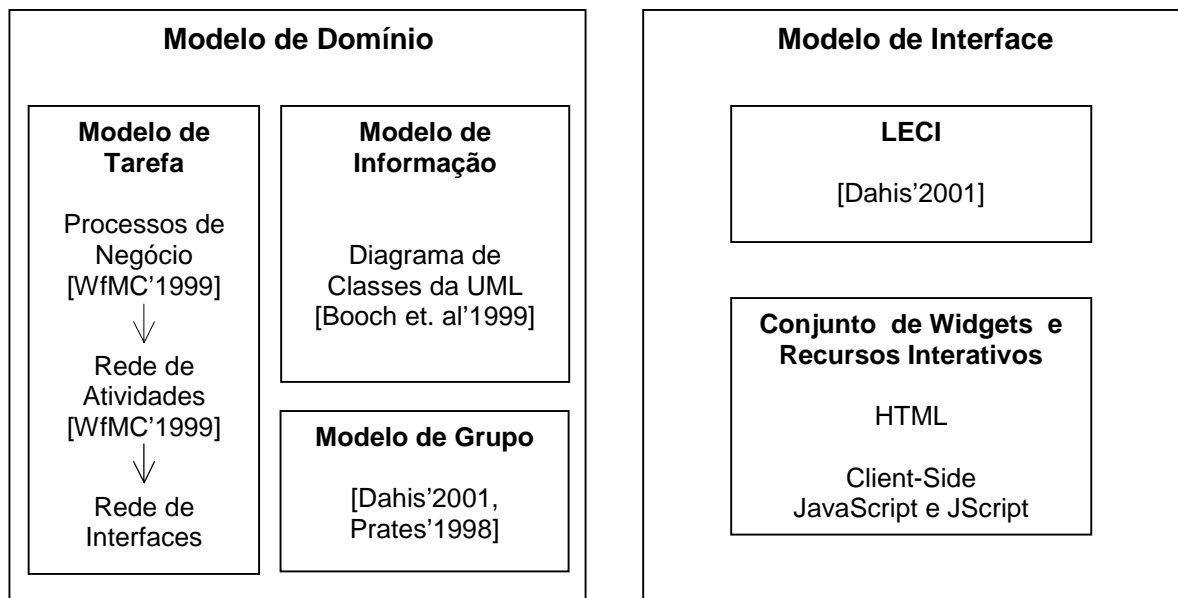 Modelo de Domínio
Modelo de
Tarefa
Processos de
Negócio
[WfMC’1999]
Rede de
Atividades
[WfMC’1999]
Rede de
Interfaces
Modelo de
Informação
Diagrama de
Classes da UML
[Booch et. al’1999]
Modelo de Grupo
[Dahis’2001,
Prates’1998]
Modelo de Interface
LECI
[Dahis’2001]
Conjunto de Widgets e
Recursos Interativos
HTML
Client-Side
JavaScript e JScript